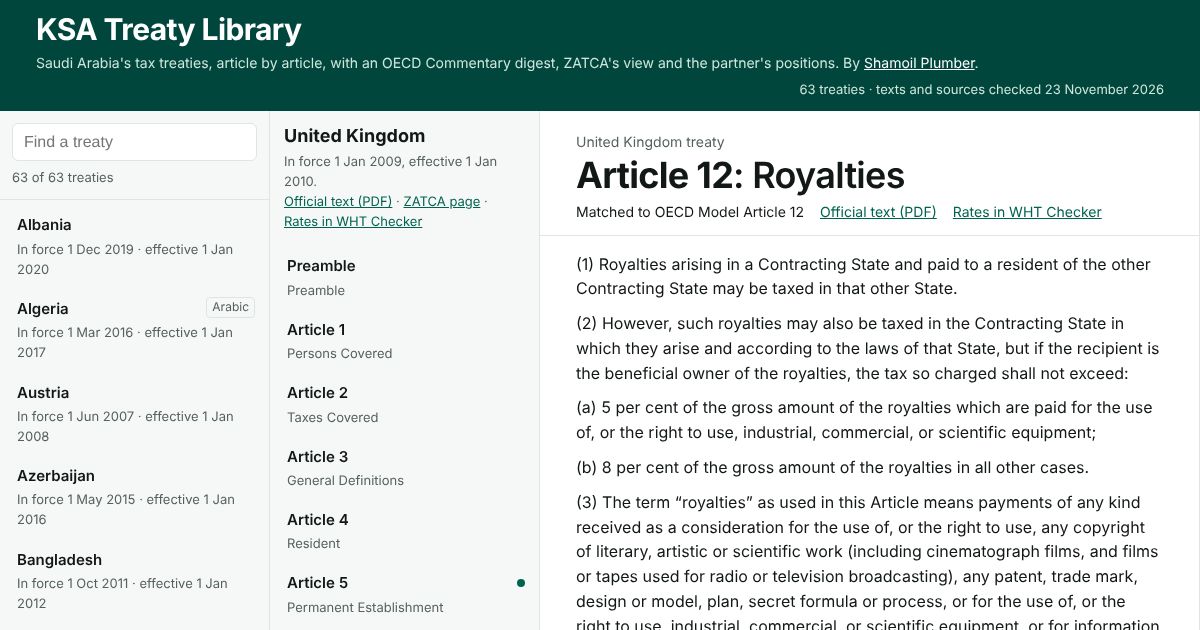 KSA Treaty Library
Saudi Arabia's tax treaties, article by article, with an OECD Commentary digest, ZATCA's view and the partner's positions. By Shamoil Plumber.
63 treaties · texts and sources checked 23 November 2026
Find a treaty
63 of 63 treaties
Albania
In force 1 Dec 2019 · effective 1 Jan
2020
Algeria
Arabic
In force 1 Mar 2016 · effective 1 Jan
2017
Austria
In force 1 Jun 2007 · effective 1 Jan
2008
Azerbaijan
In force 1 May 2015 · effective 1 Jan
2016
Bangladesh
In force 1 Oct 2011 · effective 1 Jan
2012
United Kingdom
In force 1 Jan 2009, effective 1 Jan
2010.
Official text (PDF) · ZATCA page ·
Rates in WHT Checker
Preamble
Preamble
Article 1
Persons Covered
Article 2
Taxes Covered
Article 3
General Definitions
Article 4
Resident
Article 5
Permanent Establishment
United Kingdom treaty
Article 12: Royalties
Matched to OECD Model Article 12 Official text (PDF) Rates in WHT Checker
(1) Royalties arising in a Contracting State and paid to a resident of the other
Contracting State may be taxed in that other State.
(2) However, such royalties may also be taxed in the Contracting State in
which they arise and according to the laws of that State, but if the recipient is
the beneficial owner of the royalties, the tax so charged shall not exceed:
(a) 5 per cent of the gross amount of the royalties which are paid for the use
of, or the right to use, industrial, commercial, or scientific equipment;
(b) 8 per cent of the gross amount of the royalties in all other cases.
(3) The term “royalties” as used in this Article means payments of any kind
received as a consideration for the use of, or the right to use, any copyright
of literary, artistic or scientific work (including cinematograph films, and films
or tapes used for radio or television broadcasting), any patent, trade mark,
design or model, plan, secret formula or process, or for the use of, or the
right to use, industrial, commercial, or scientific equipment, or for information